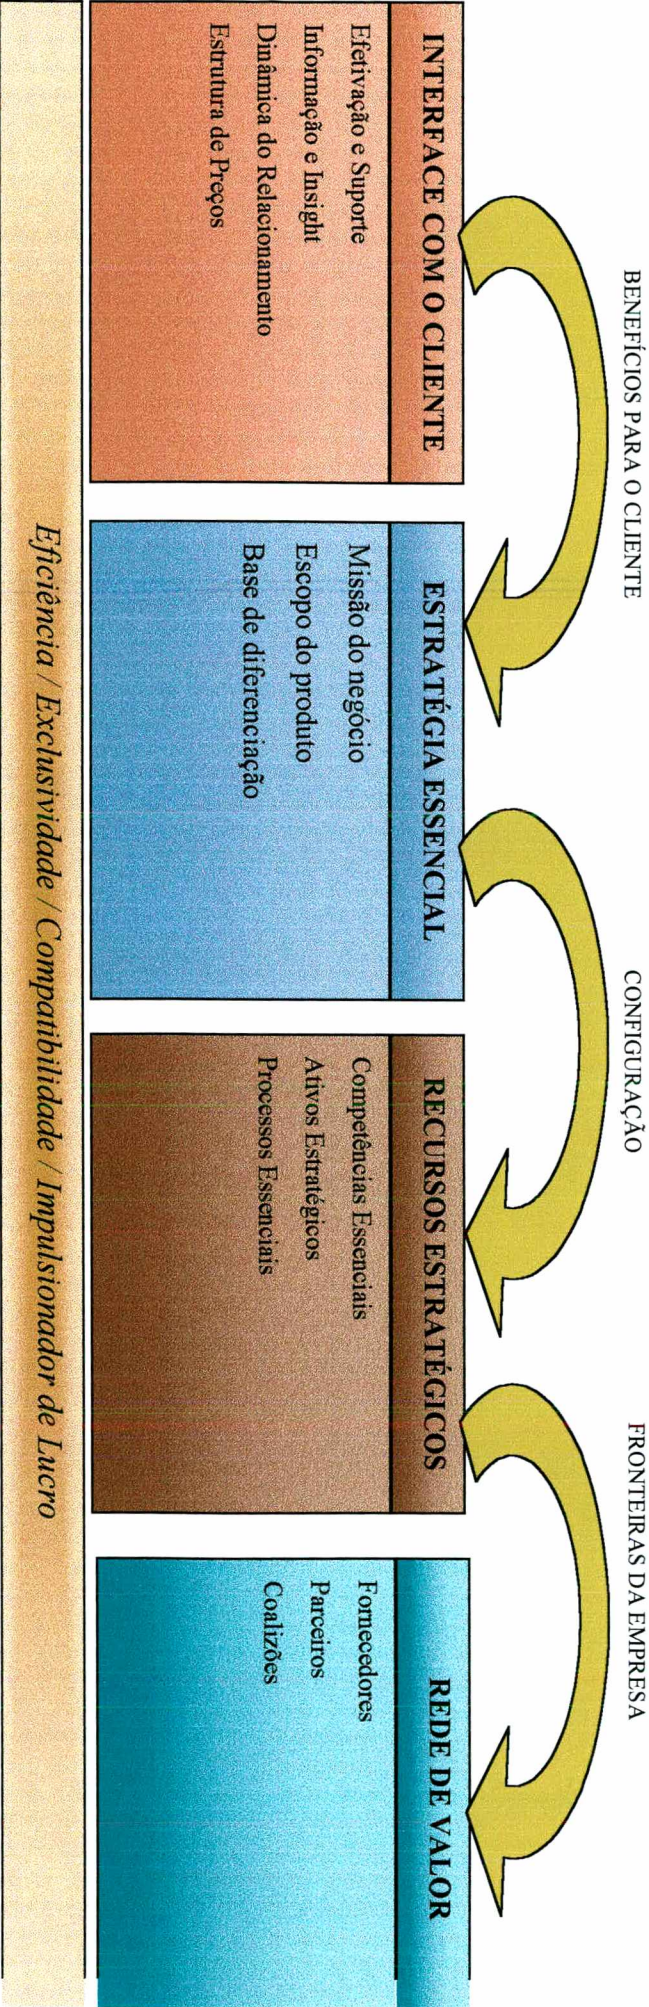 BENEFÍCIOS PARA O CLIENTE
CONFIGURAÇÃO
FRONTEIRAS DA EMPRESA
INTERFACE COM O CLIENTE
Efetivação e Suporte
Informação e Insight
Dinâmica do Relacionamento
Estrutura de Preços
ESTRATÉGIA ESSENCIAL
Missão do negócio
Escopo do produto
Base de diferenciação
RECURSOS ESTRATÉGICOS
Competências Essenciais
Ativos Estratégicos
Processos Essenciais
REDE DE VALOR
Fornecedores
Parceiros
Coalizões
Eficiência / Exclusividade / Compatibilidade / Impulsionador de Lucro